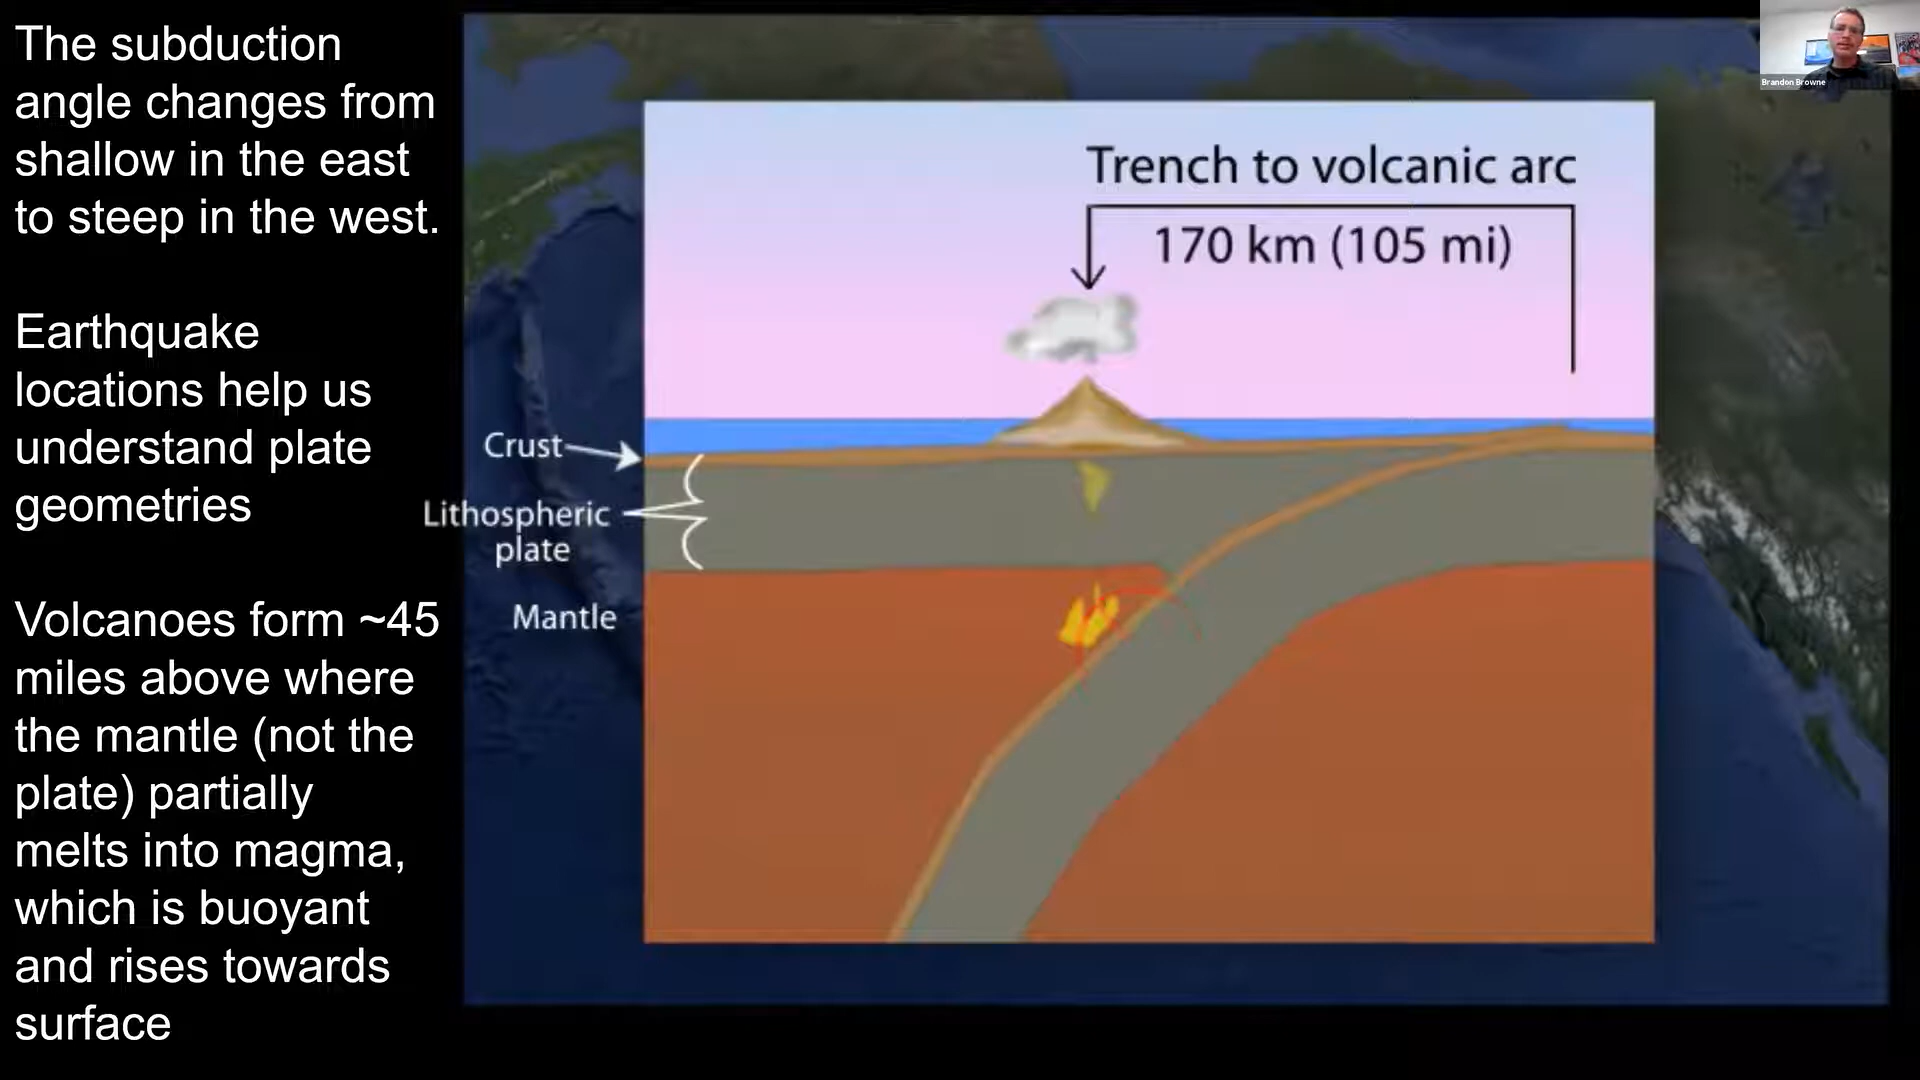 The subduction
angle changes from
shallow in the east
to steep in the west.
Earthquake
locations help us
understand plate
geometries
Volcanoes form ~45
miles above where
the mantle (not the
plate) partially
melts into magma,
which is buoyant
and rises towards
surface
Trench to volcanic arc
170 km (105 mi)
Crust
Lithospheric
plate
Mantle
Brandon Browne